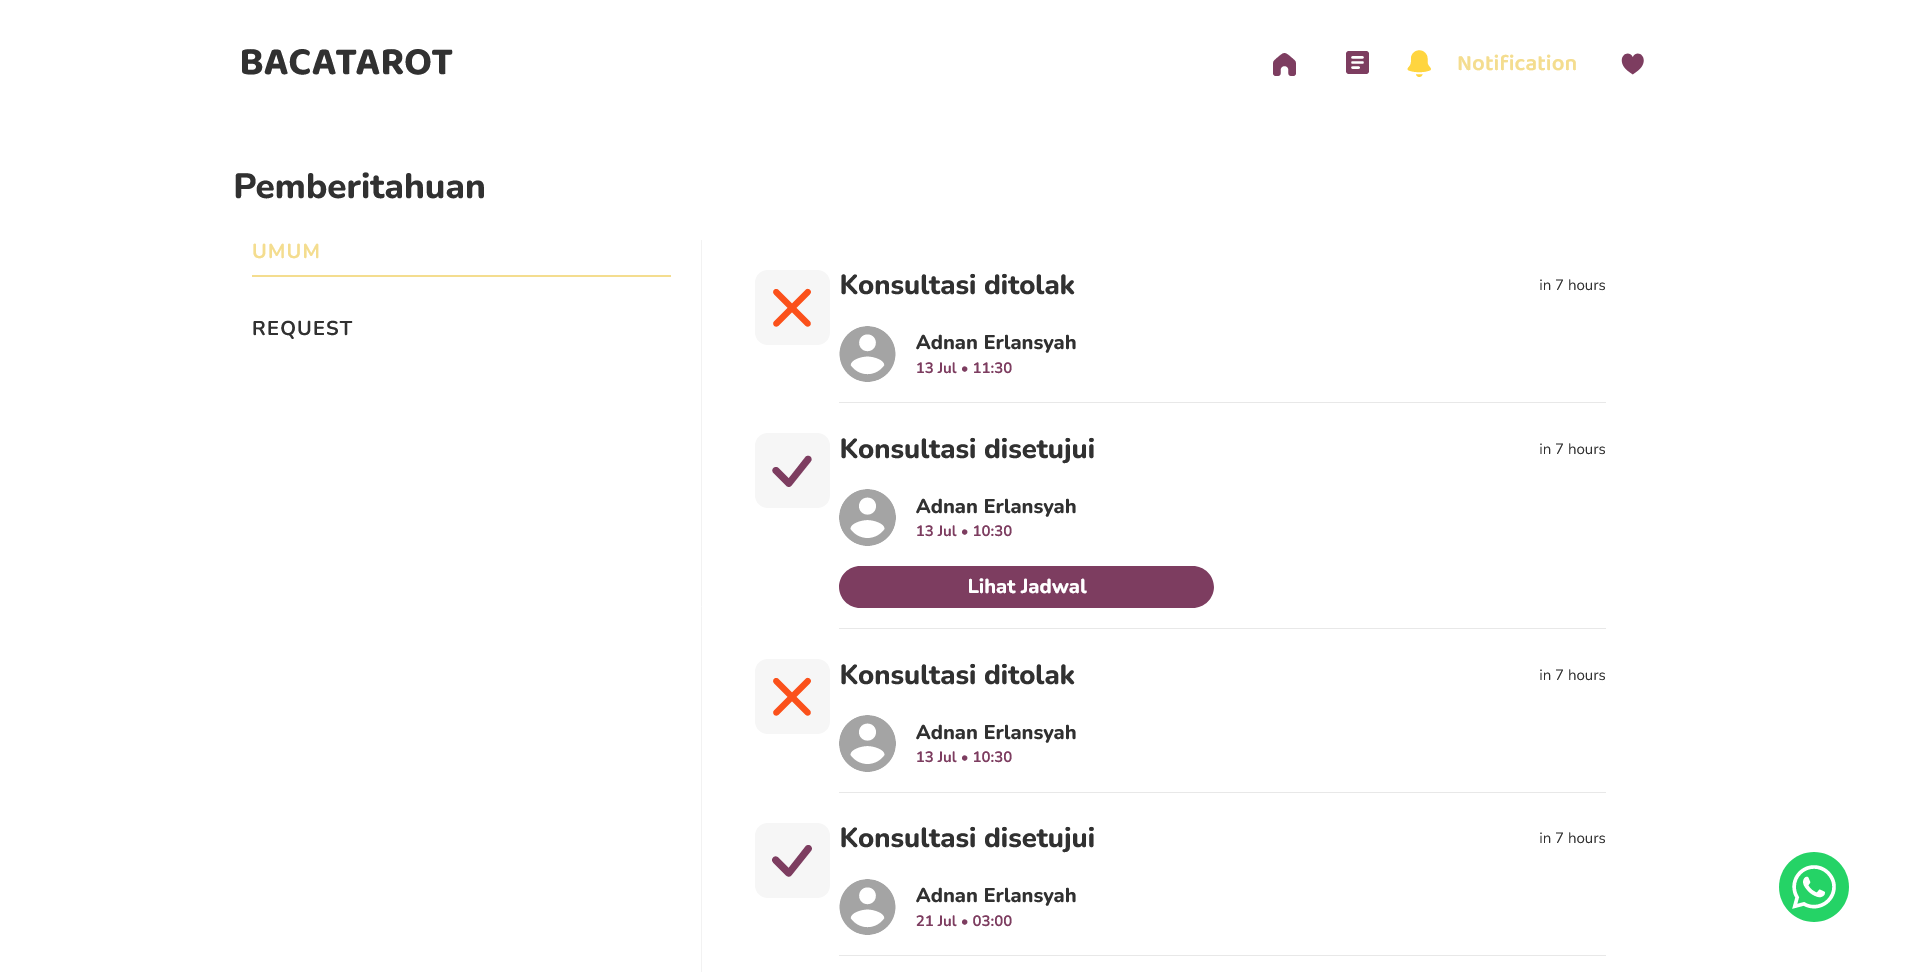 BACATAROT
Notification
Pemberitahuan
UMUM
REQUEST
Konsultasi ditolak
in 7 hours
Adnan Erlansyah
13 Jul • 11:30
Konsultasi disetujui
in 7 hours
Adnan Erlansyah
13 Jul • 10:30
Lihat Jadwal
Konsultasi ditolak
in 7 hours
Adnan Erlansyah
13 Jul • 10:30
Konsultasi disetujui
in 7 hours
Adnan Erlansyah
21 Jul • 03:00